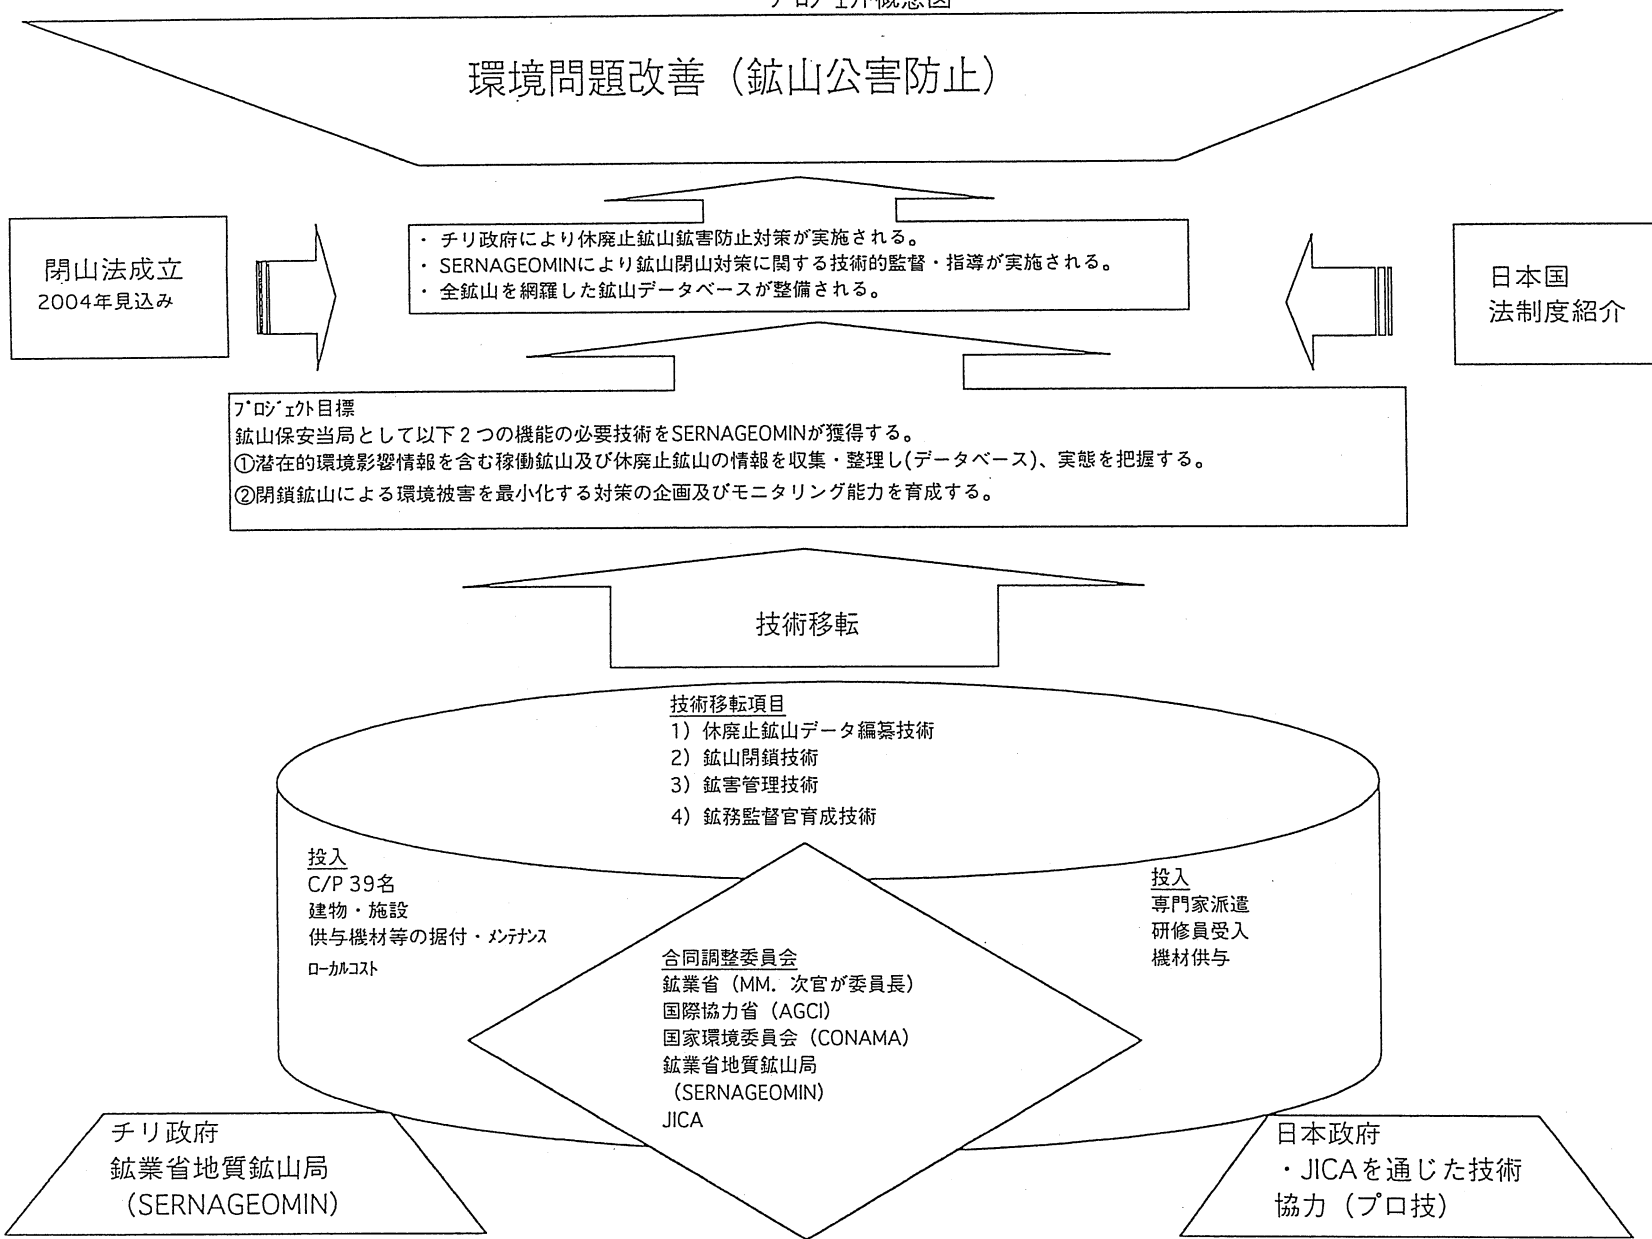 プロジェクト概念図
環境問題改善（鉱山公害防止）
閉山法成立
2004年見込み
・ チリ政府により休廃止鉱山鉱害防止対策が実施される。
・ SERNAGEOMINにより鉱山閉山対策に関する技術的監督・指導が実施される。
・ 全鉱山を網羅した鉱山データベースが整備される。
日本国
法制度紹介
プロジェクト目標
鉱山保安当局として以下２つの機能の必要技術をSERNAGEOMINが獲得する。
①潜在的環境影響情報を含む稼働鉱山及び休廃止鉱山の情報を収集・整理し(データベース)、実態を把握する。
②閉鎖鉱山による環境被害を最小化する対策の企画及びモニタリング能力を育成する。
技術移転
技術移転項目
1）休廃止鉱山データ編纂技術
2）鉱山閉鎖技術
3）鉱害管理技術
4）鉱務監督官育成技術
投入
C/P 39名
建物・施設
供与機材等の据付・メンテナンス
ローカルコスト
投入
専門家派遣
研修員受入
機材供与
合同調整委員会
鉱業省（MM．次官が委員長）
国際協力省（AGCI）
国家環境委員会（CONAMA）
鉱業省地質鉱山局
（SERNAGEOMIN）
JICA
チリ政府
鉱業省地質鉱山局
（SERNAGEOMIN）
日本政府
・JICAを通じた技術
協力（プロ技）